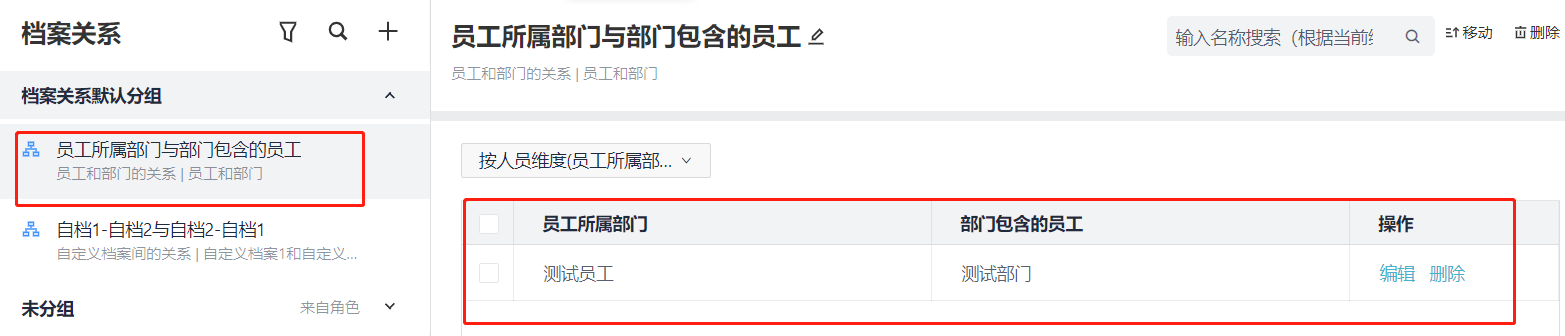 档案关系
档案关系默认分组
员工所属部门与部门包含的员工
员工和部门的关系 | 员工和部门
自档1-自档2与自档2-自档1
自定义档案间的关系 | 自定义档案1和自定义...
未分组 来自角色
员工所属部门与部门包含的员工
员工和部门的关系 | 员工和部门
输入名称搜索（根据当前维
移动 删除
按人员维度(员工所属部...
员工所属部门 部门包含的员工 操作
测试员工 测试部门 编辑 删除